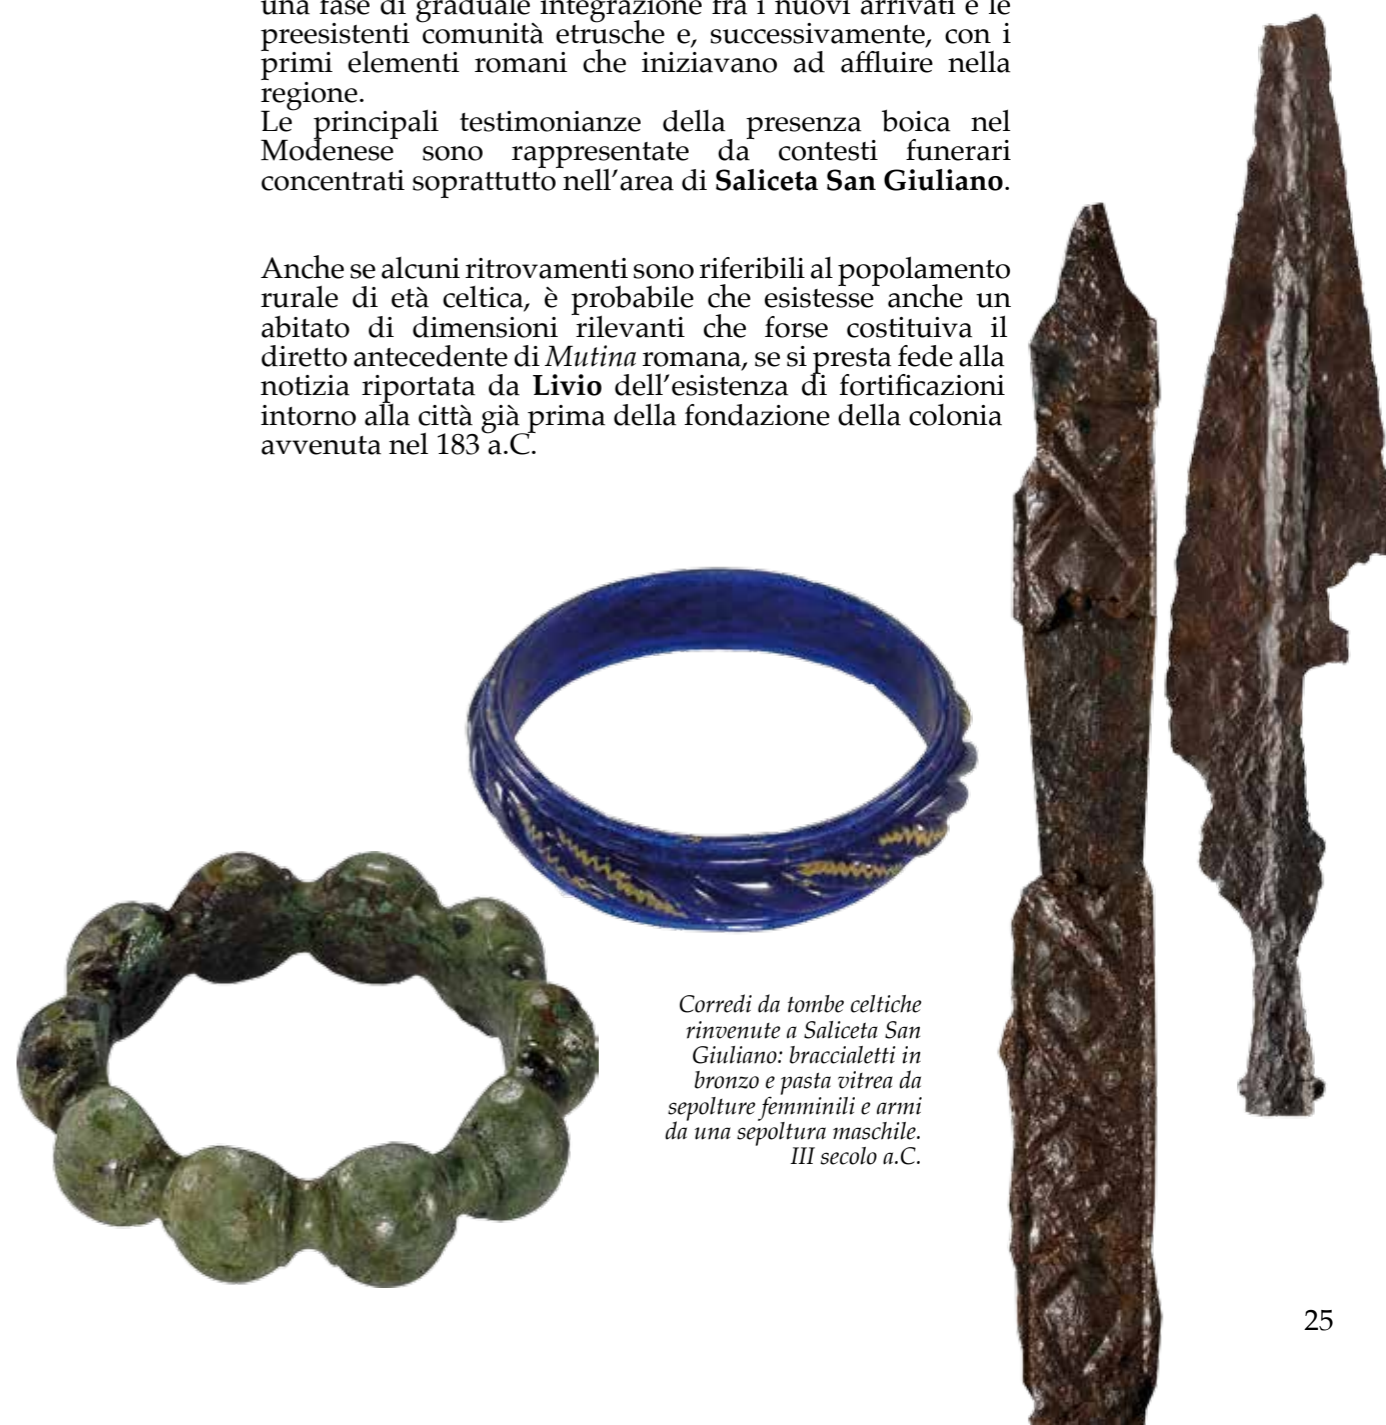 una fase di graduale integrazione fra i nuovi arrivati e le
preesistenti comunità etrusche e, successivamente, con i
primi elementi romani che iniziavano ad affluire nella
regione.
Le principali testimonianze della presenza boica nel
Modenese sono rappresentate da contesti funerari
concentrati soprattutto nell'area di Saliceta San Giuliano.
Anche se alcuni ritrovamenti sono riferibili al popolamento
rurale di età celtica, è probabile che esistesse anche un
abitato di dimensioni rilevanti che forse costituiva il
diretto antecedente di Mutina romana, se si presta fede alla
notizia riportata da Livio dell'esistenza di fortificazioni
intorno alla città già prima della fondazione della colonia
avvenuta nel 183 a.C.
Corredi da tombe celtiche
rinvenute a Saliceta San
Giuliano: braccialetti in
bronzo e pasta vitrea da
sepolture femminili e armi
da una sepoltura maschile.
III secolo a.C.
25